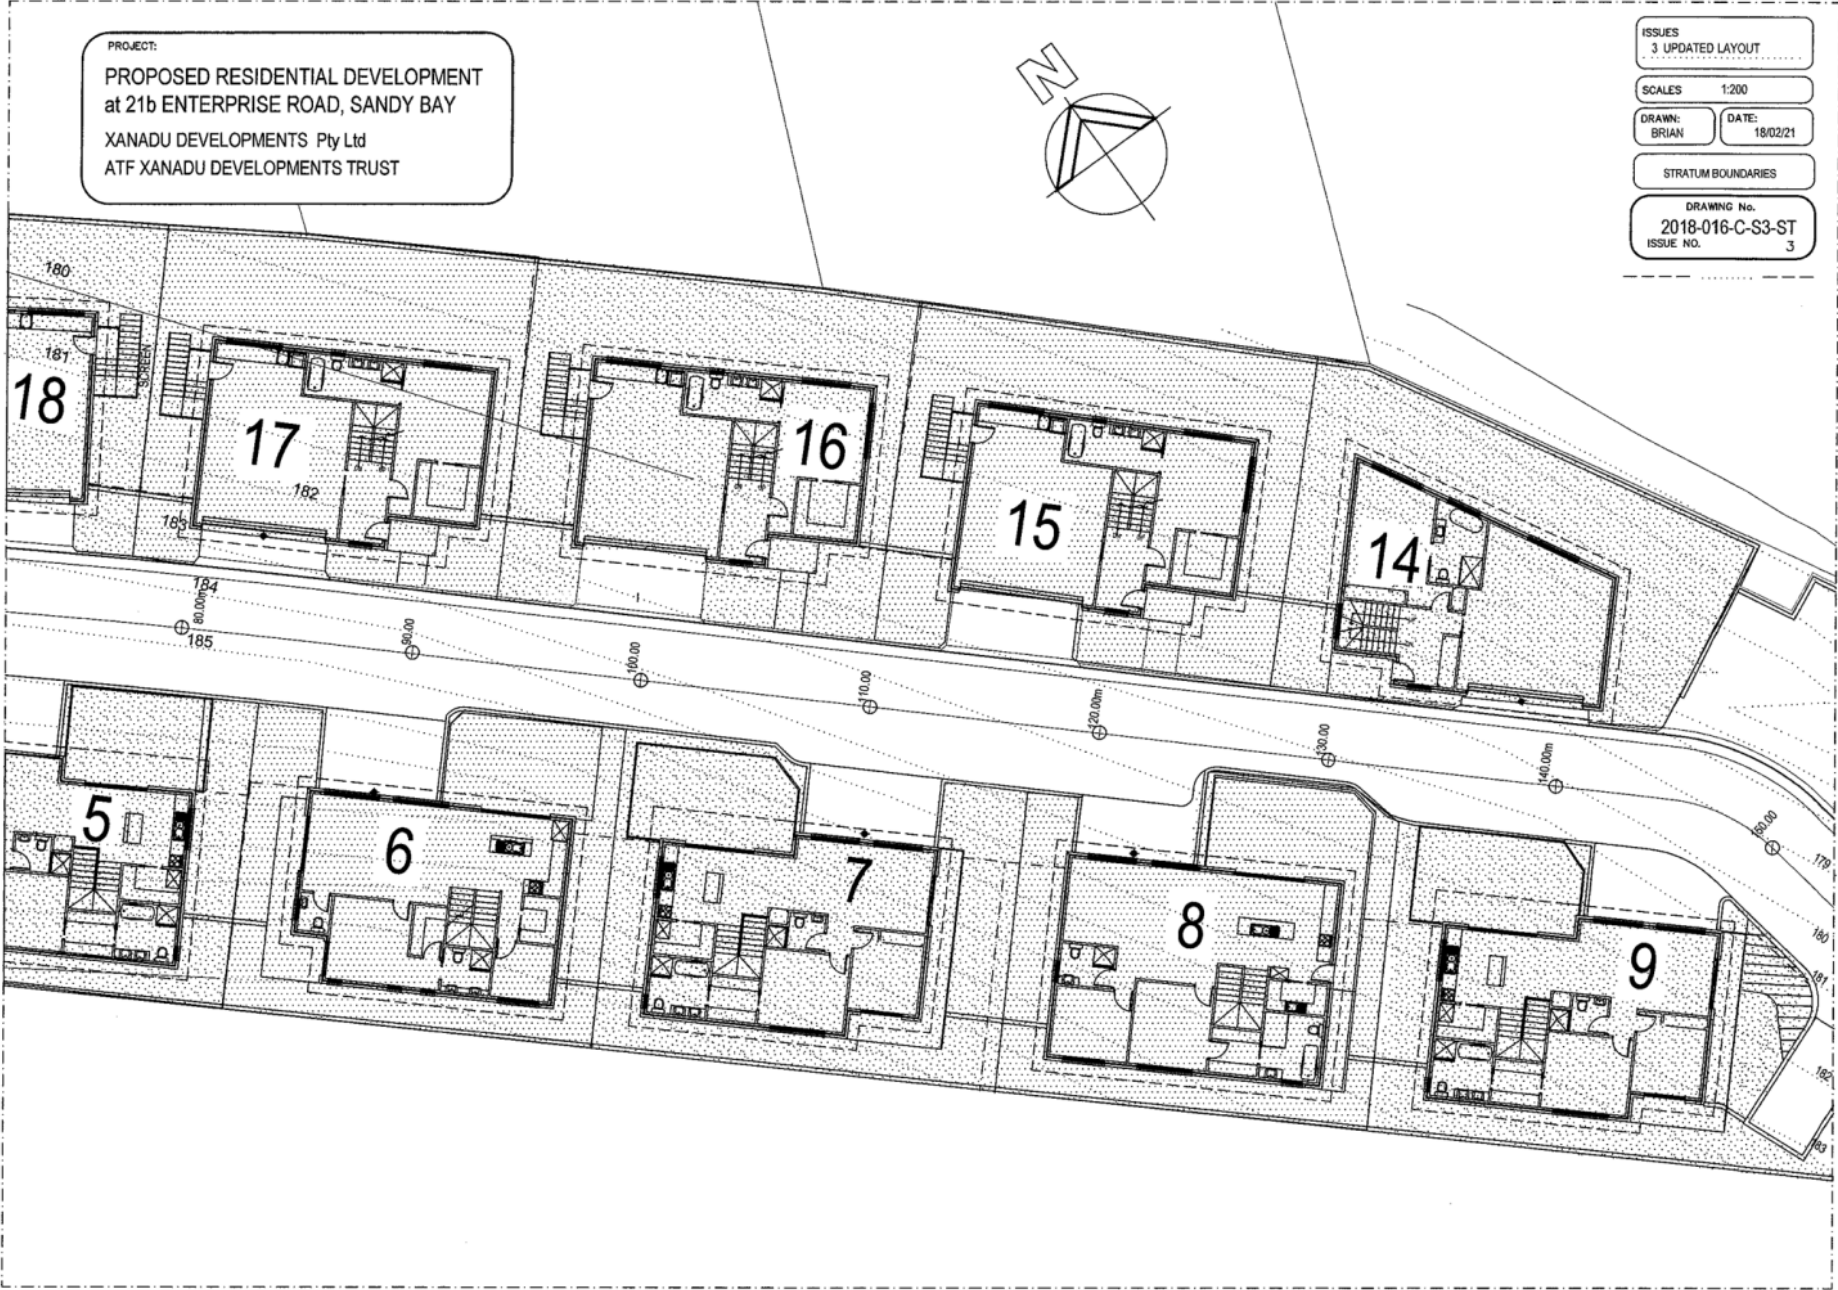 PROJECT:
PROPOSED RESIDENTIAL DEVELOPMENT
at 21b ENTERPRISE ROAD, SANDY BAY
XANADU DEVELOPMENTS Pty Ltd
ATF XANADU DEVELOPMENTS TRUST
N
ISSUES
3 UPDATED LAYOUT
SCALES 1:200
DRAWN:
BRIAN
DATE:
18/02/21
STRATUM BOUNDARIES
DRAWING No.
2018-016-C-S3-ST
ISSUE NO. 3
180
181
SCREEN
18
17
182
183
16
15
14
184
185
80.00m
90.00
100.00
110.00
120.00m
130.00
140.00m
150.00
179
180
181
182
183
5
6
7
8
9